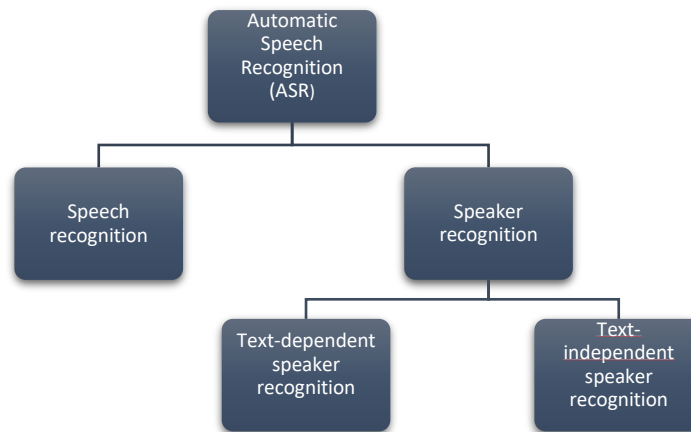 Automatic
Speech
Recognition
(ASR)
Speech
recognition
Speaker
recognition
Text-dependent
speaker
recognition
Text-
independent
speaker
recognition